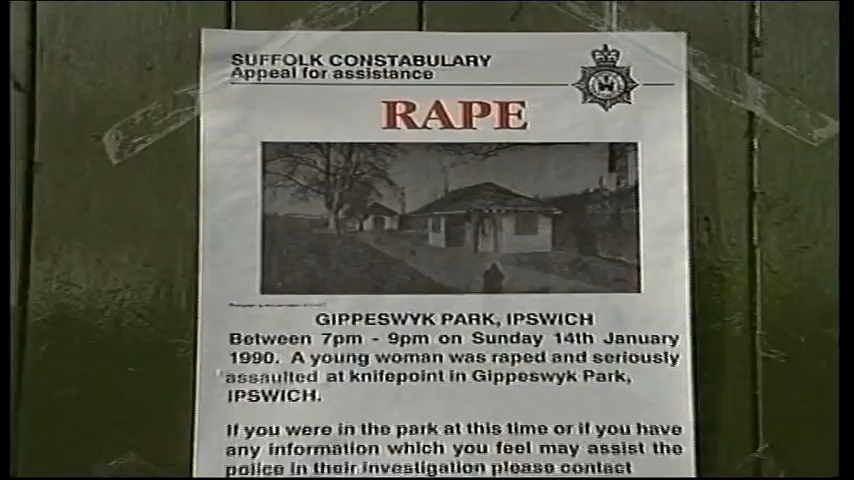 SUFFOLK CONSTABULARY
Appeal for assistance
RAPE
GIPPESWYK PARK, IPSWICH
Between 7pm - 9pm on Sunday 14th January
1990. A young woman was raped and seriously
assaulted at knifepoint in Gippeswyk Park,
IPSWICH.
If you were in the park at this time or if you have
any information which you feel may assist the
police in their investigation please contact